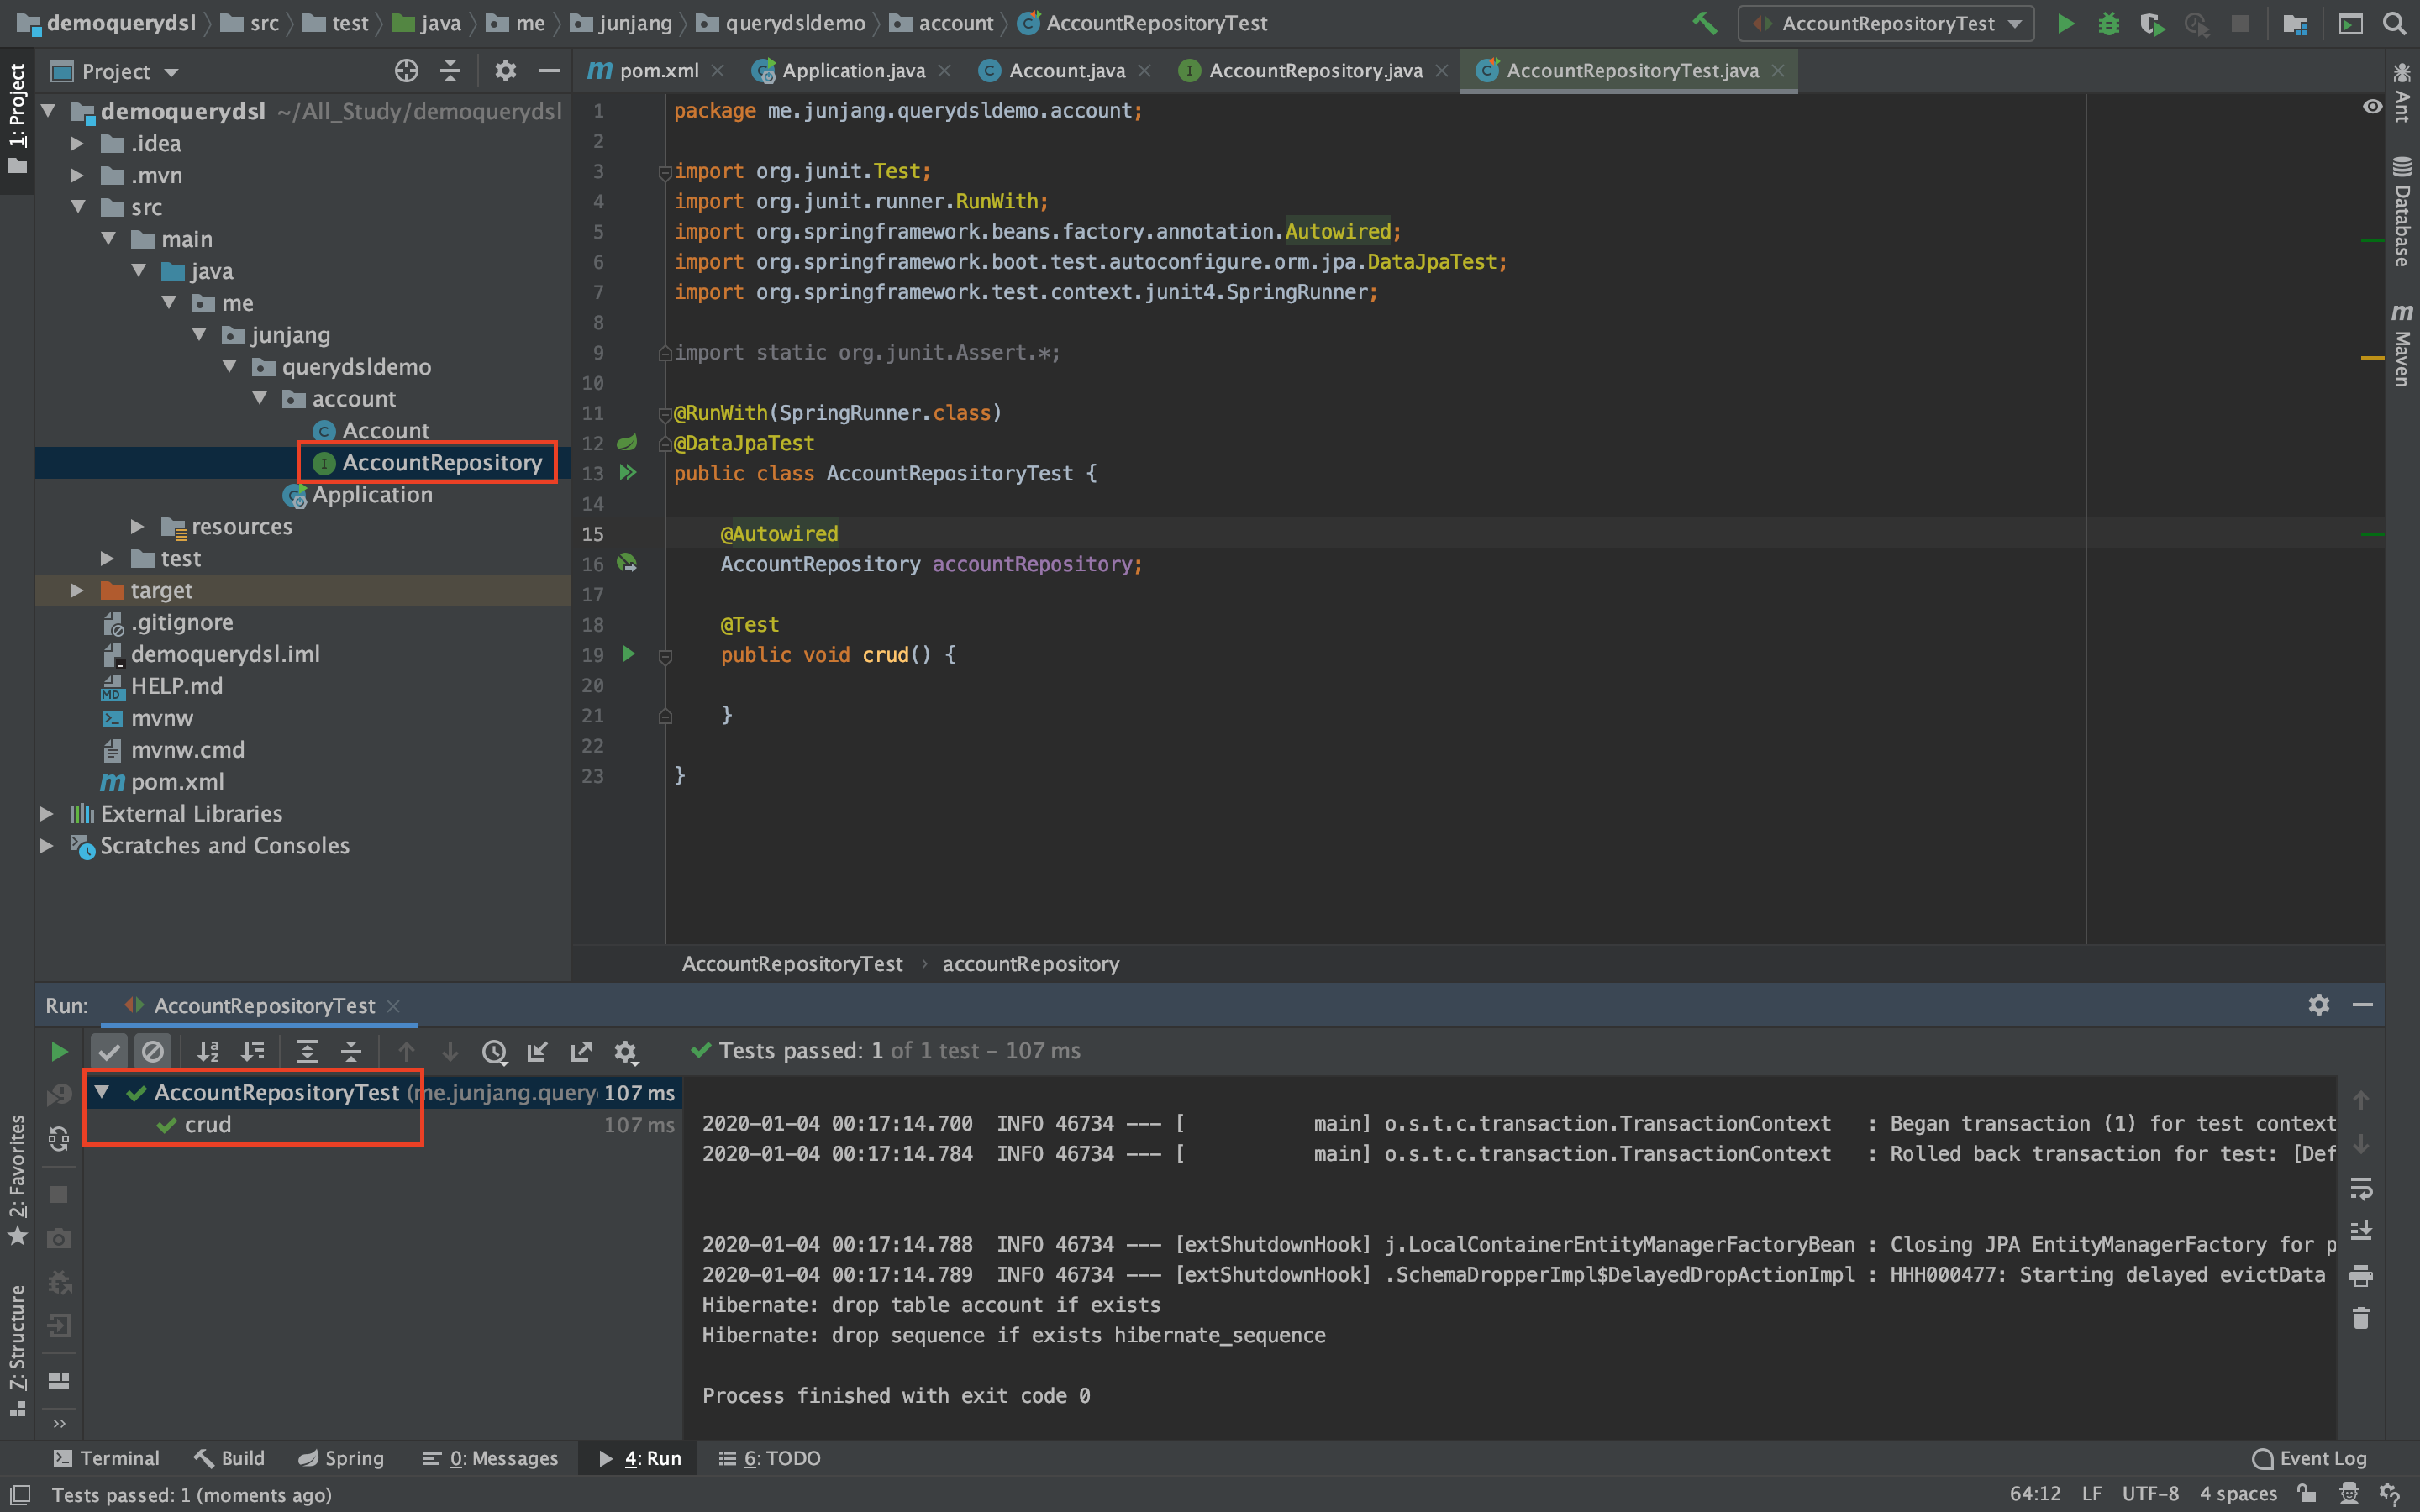 demoquerydsl src test java me junjang querydsldemo account AccountRepositoryTest
AccountRepositoryTest
1: Project
Project
pom.xml Application.java Account.java AccountRepository.java AccountRepositoryTest.java
demoquerydsl ~/All_Study/demoquerydsl
.idea
.mvn
src
main
java
me
junjang
querydsldemo
account
Account
AccountRepository
Application
resources
test
target
.gitignore
demoquerydsl.iml
HELP.md
mvnw
mvnw.cmd
pom.xml
External Libraries
Scratches and Consoles
1 package me.junjang.querydsldemo.account;
2
3 import org.junit.Test;
4 import org.junit.runner.RunWith;
5 import org.springframework.beans.factory.annotation.Autowired;
6 import org.springframework.boot.test.autoconfigure.orm.jpa.DataJpaTest;
7 import org.springframework.test.context.junit4.SpringRunner;
8
9 import static org.junit.Assert.*;
10
11 @RunWith(SpringRunner.class)
12 @DataJpaTest
13 public class AccountRepositoryTest {
14
15 @Autowired
16 AccountRepository accountRepository;
17
18 @Test
19 public void crud() {
20
21 }
22
23 }
AccountRepositoryTest › accountRepository
Ant
Database
Maven
Run: AccountRepositoryTest
Tests passed: 1 of 1 test – 107 ms
AccountRepositoryTest (me.junjang.query 107 ms
crud 107 ms
2020-01-04 00:17:14.700  INFO 46734 --- [           main] o.s.t.c.transaction.TransactionContext   : Began transaction (1) for test context
2020-01-04 00:17:14.784  INFO 46734 --- [           main] o.s.t.c.transaction.TransactionContext   : Rolled back transaction for test: [Def
2020-01-04 00:17:14.788  INFO 46734 --- [extShutdownHook] j.LocalContainerEntityManagerFactoryBean : Closing JPA EntityManagerFactory for p
2020-01-04 00:17:14.789  INFO 46734 --- [extShutdownHook] .SchemaDropperImpl$DelayedDropActionImpl : HHH000477: Starting delayed evictData
Hibernate: drop table account if exists
Hibernate: drop sequence if exists hibernate_sequence
Process finished with exit code 0
2: Favorites
Z: Structure
Terminal Build Spring 0: Messages 4: Run 6: TODO Event Log
Tests passed: 1 (moments ago) 64:12 LF UTF-8 4 spaces